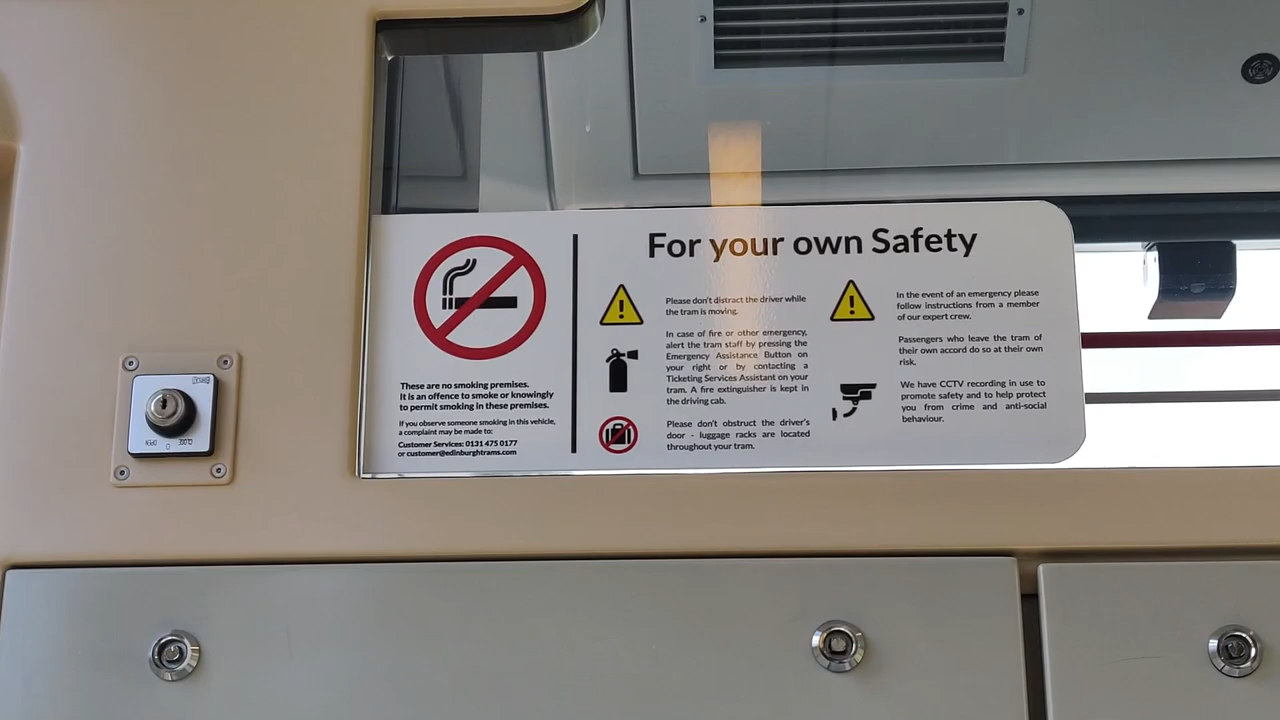 For your own Safety
These are no smoking premises.
It is an offence to smoke or knowingly
to permit smoking in these premises.
If you observe someone smoking in this vehicle,
a complaint may be made to:
Customer Services: 0131 475 0177
or customer@edinburghtrams.com
Please don't distract the driver while
the tram is moving.
In case of fire or other emergency,
alert the tram staff by pressing the
Emergency Assistance Button on
your right or by contacting a
Ticketing Services Assistant on your
tram. A fire extinguisher is kept in
the driving cab.
Please don't obstruct the driver's
door - luggage racks are located
throughout your tram.
In the event of an emergency please
follow instructions from a member
of our expert crew.
Passengers who leave the tram of
their own accord do so at their own
risk.
We have CCTV recording in use to
promote safety and to help protect
you from crime and anti-social
behaviour.
OPEN 0 CLOSE